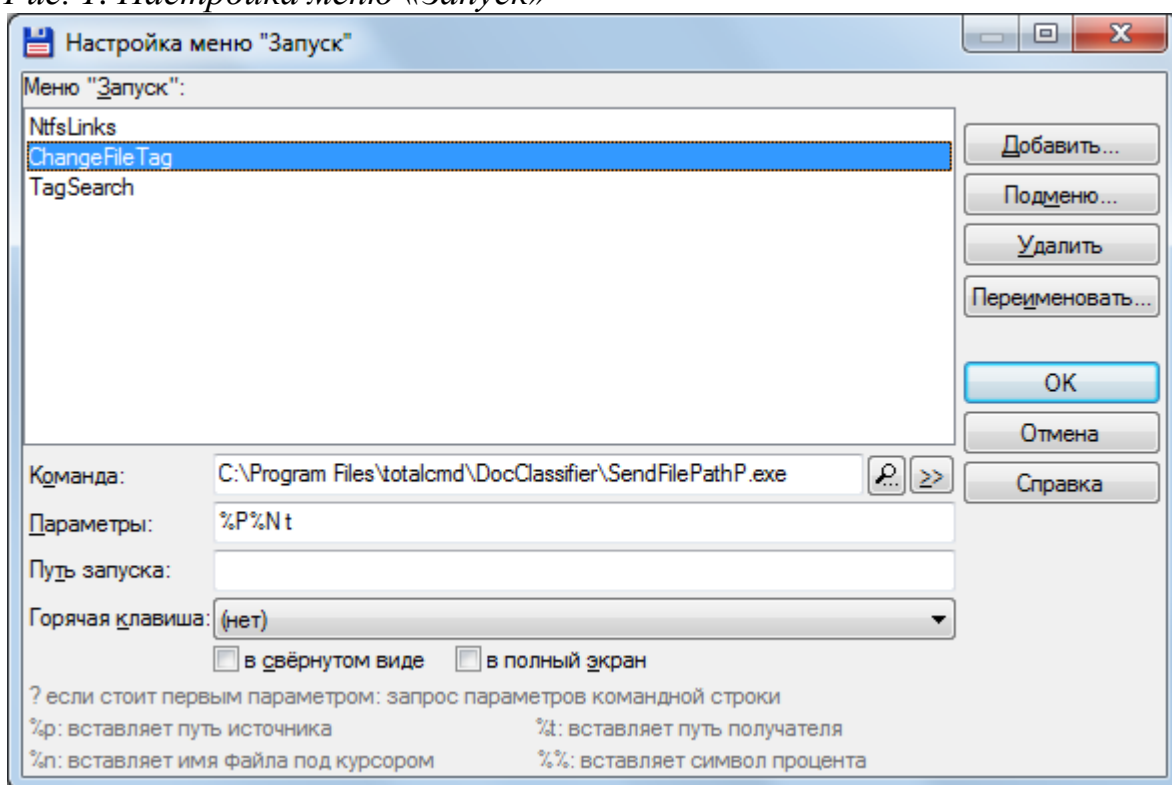 Рис. 1. Настройка меню «Запуск»
Настройка меню "Запуск"
Меню "Запуск":
NtfsLinks
ChangeFileTag
TagSearch
Добавить...
Подменю...
Удалить
Переименовать...
OK
Отмена
Справка
Команда: C:\Program Files\totalcmd\DocClassifier\SendFilePathP.exe >>
Параметры: %P%N t
Путь запуска:
Горячая клавиша: (нет)
в свёрнутом виде в полный экран
? если стоит первым параметром: запрос параметров командной строки
%p: вставляет путь источника %t: вставляет путь получателя
%n: вставляет имя файла под курсором %%: вставляет символ процента